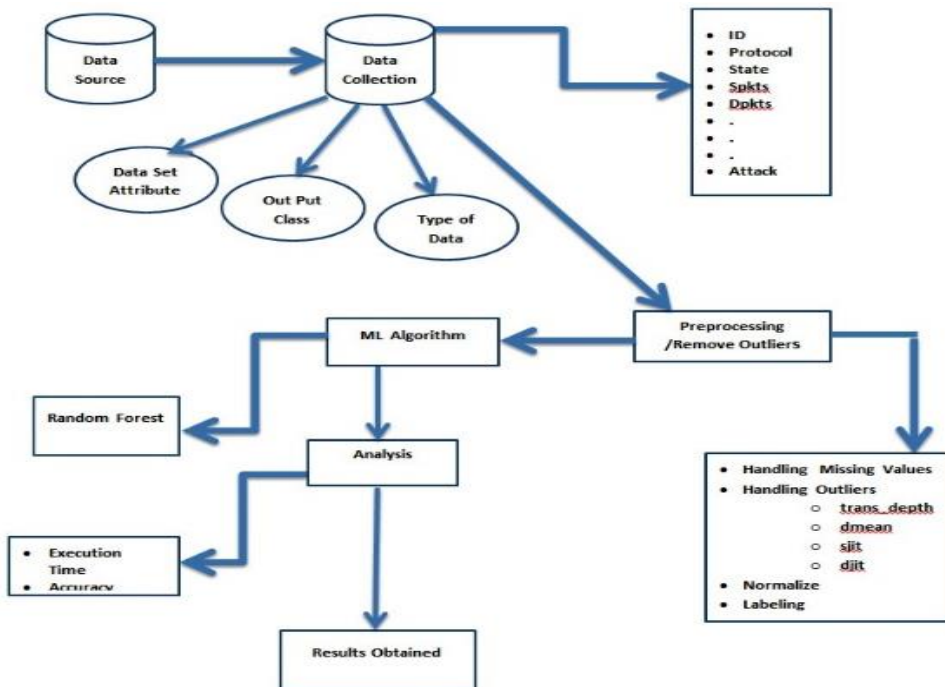 Data
Source
Data
Collection
• ID
• Protocol
• State
• Spkts
• Dpkts
• .
• .
• .
• Attack
Data Set
Attribute
Out Put
Class
Type of
Data
ML Algorithm
Preprocessing
/Remove Outliers
Random Forest
Analysis
• Handling Missing Values
• Handling Outliers
○ trans_depth
○ dmean
○ sjit
○ djit
• Normalize
• Labeling
• Execution
Time
• Accuracy
Results Obtained